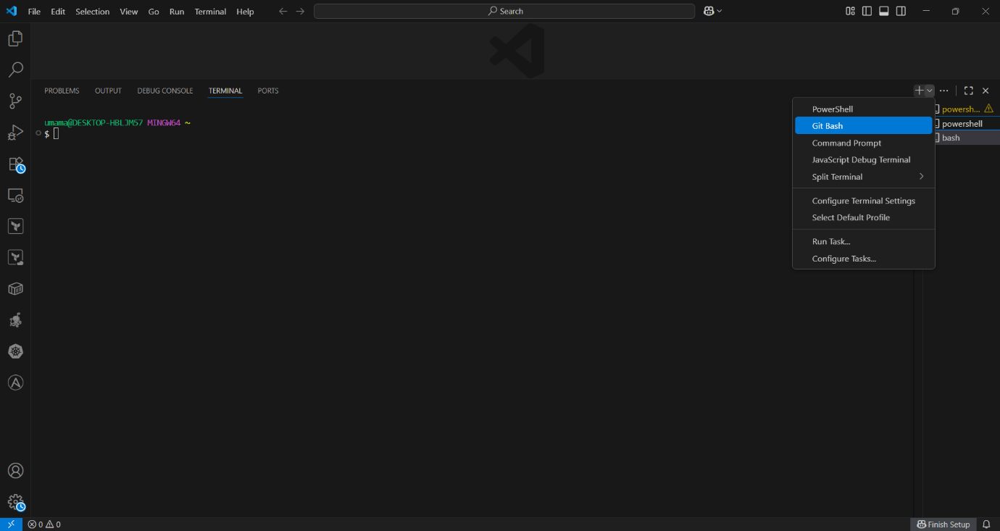 File Edit Selection View Go Run Terminal Help Search
PROBLEMS OUTPUT DEBUG CONSOLE TERMINAL PORTS
umama@DESKTOP-HBLJM57 MINGW64 ~
$
PowerShell
Git Bash
Command Prompt
JavaScript Debug Terminal
Split Terminal
Configure Terminal Settings
Select Default Profile
Run Task...
Configure Tasks...
powersh...
powershell
bash
0 0 Finish Setup